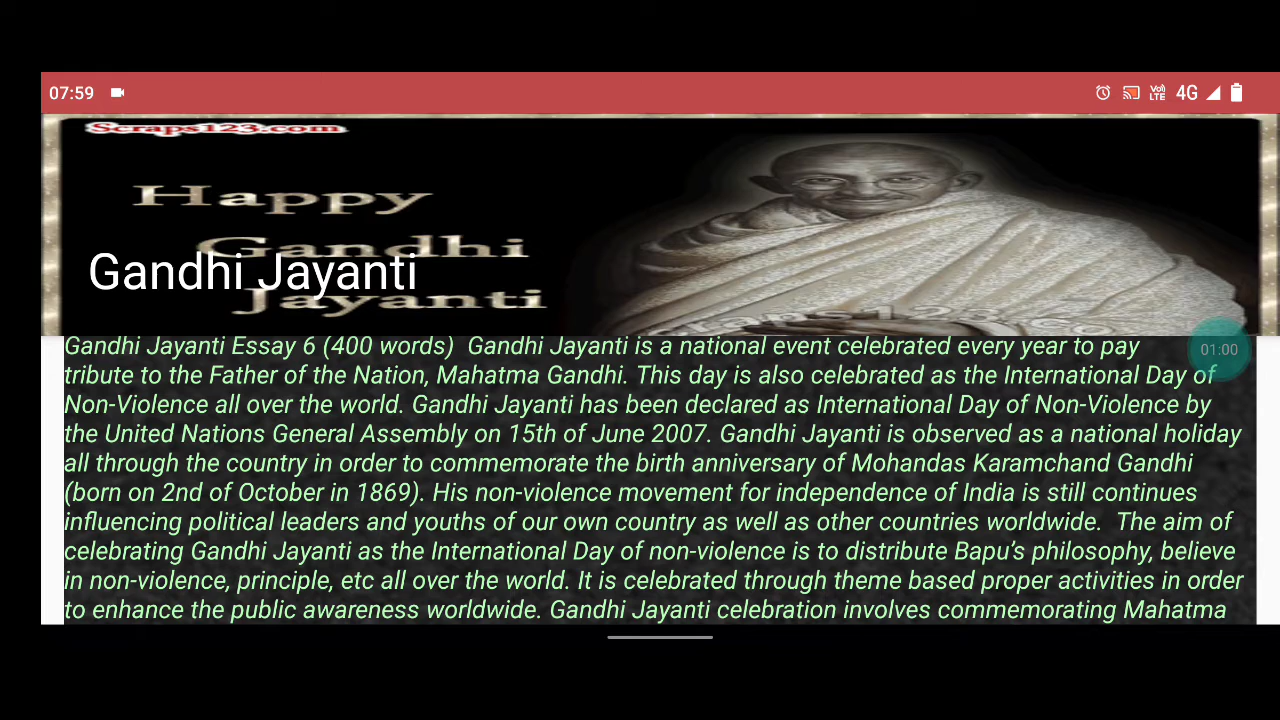 07:59
VoI) LTE 4G
Scraps123.com
Happy
Gandhi
Jayanti
Gandhi Jayanti
Gandhi Jayanti Essay 6 (400 words)  Gandhi Jayanti is a national event celebrated every year to pay
01:00
tribute to the Father of the Nation, Mahatma Gandhi. This day is also celebrated as the International Day of
Non-Violence all over the world. Gandhi Jayanti has been declared as International Day of Non-Violence by
the United Nations General Assembly on 15th of June 2007. Gandhi Jayanti is observed as a national holiday
all through the country in order to commemorate the birth anniversary of Mohandas Karamchand Gandhi
(born on 2nd of October in 1869). His non-violence movement for independence of India is still continues
influencing political leaders and youths of our own country as well as other countries worldwide.  The aim of
celebrating Gandhi Jayanti as the International Day of non-violence is to distribute Bapu’s philosophy, believe
in non-violence, principle, etc all over the world. It is celebrated through theme based proper activities in order
to enhance the public awareness worldwide. Gandhi Jayanti celebration involves commemorating Mahatma